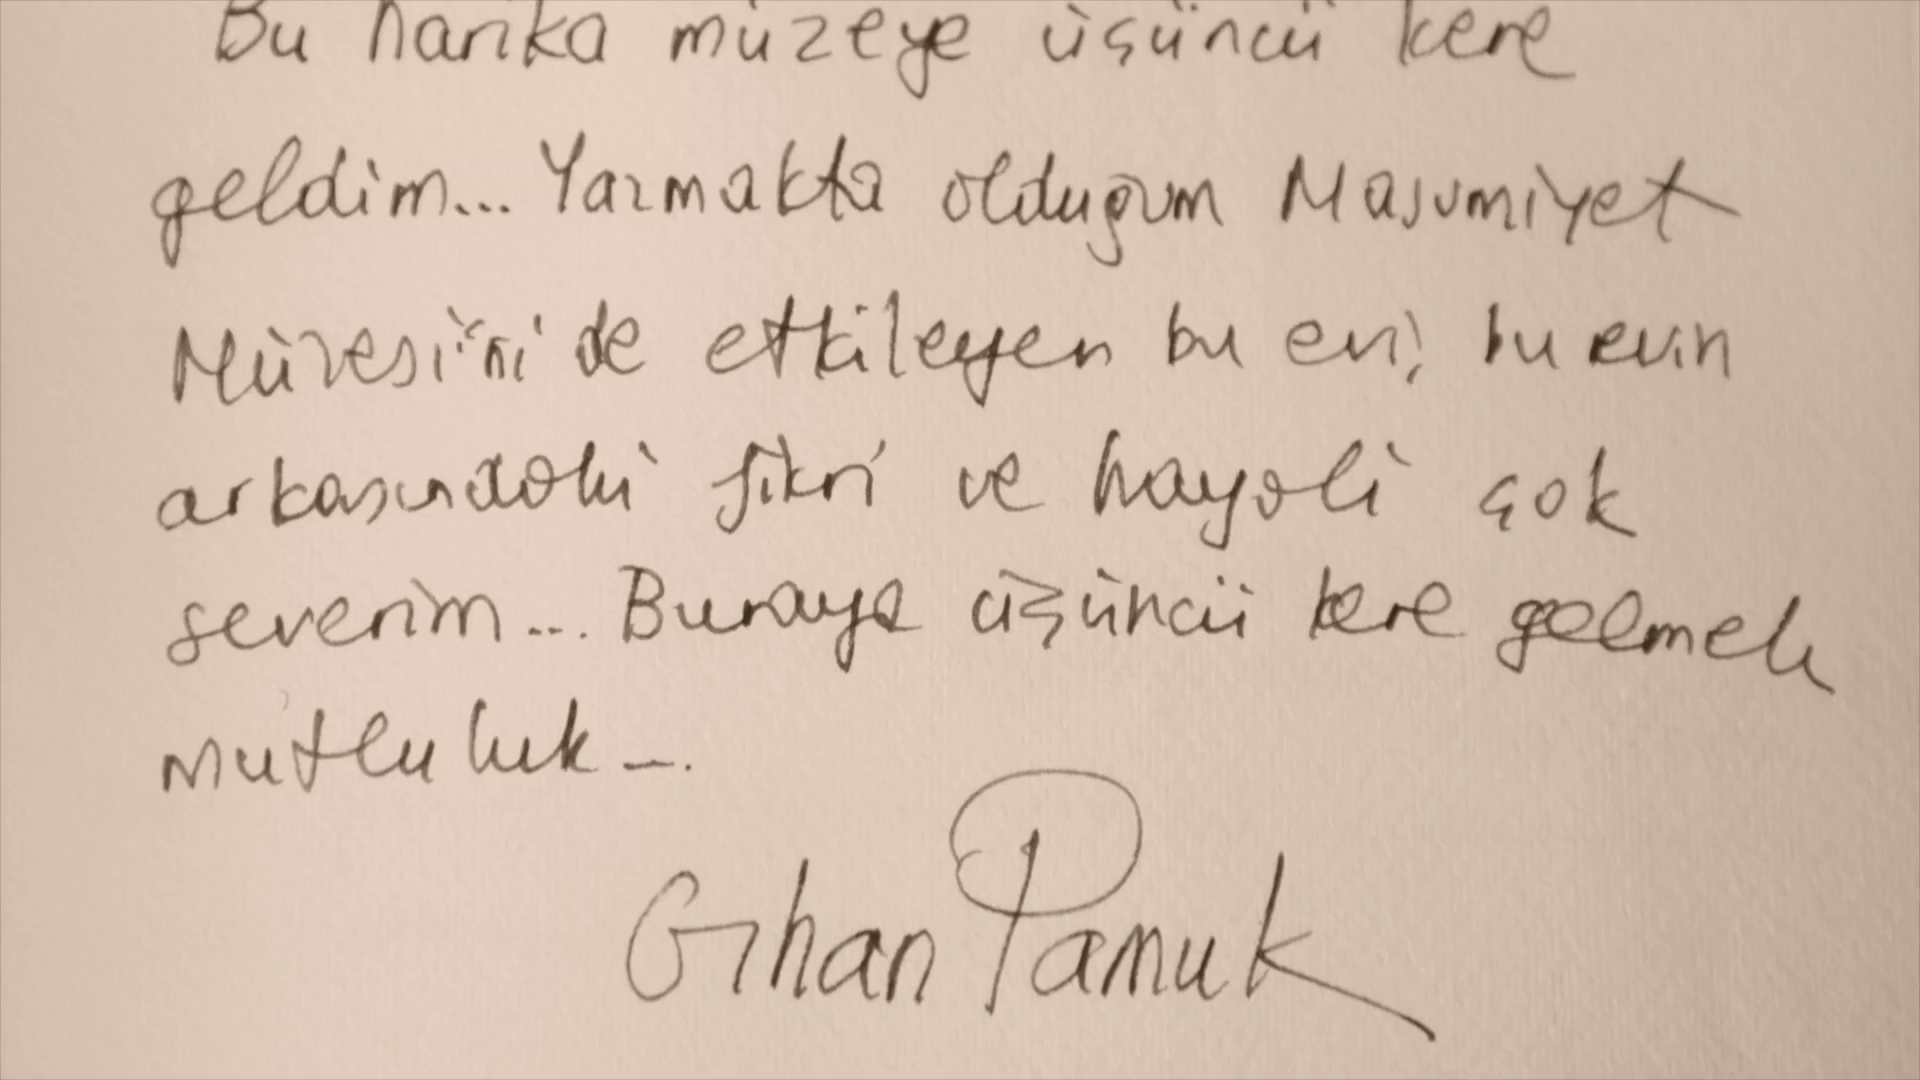 Bu harika müzeye üçüncü kere
geldim... Yazmakta olduğum Masumiyet
Müzesi'ni de etkileyen bu evi, bu evin
arkasındaki fikri ve hayali çok
severim... Buraya üçüncü kere gelmek
mutluluk...
Orhan Pamuk